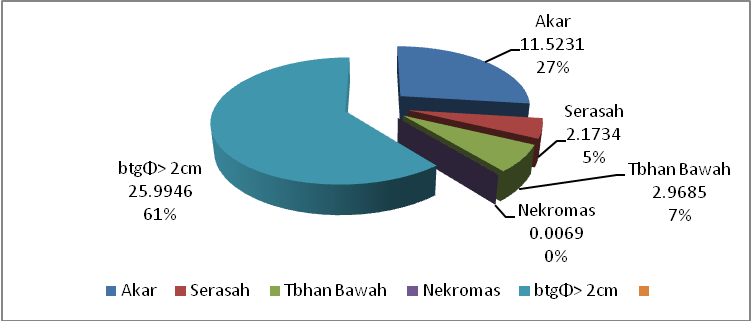 Akar
11.5231
27%
Serasah
2.1734
5%
Tbhan Bawah
2.9685
7%
Nekromas
0.0069
0%
btgΦ> 2cm
25.9946
61%
Akar Serasah Tbhan Bawah Nekromas btgΦ> 2cm